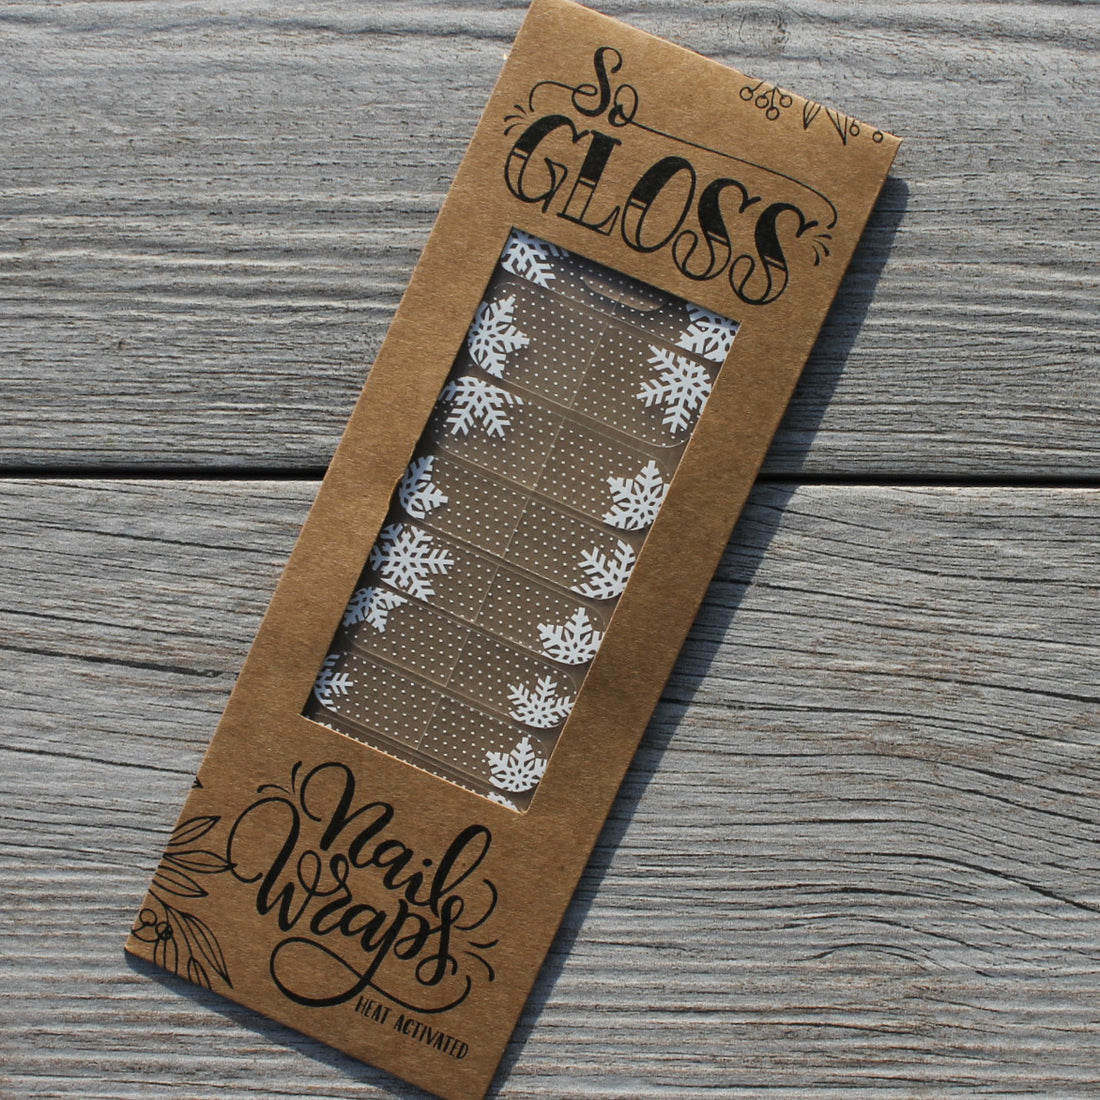 So
GLOSS
Nail
Wraps
HEAT ACTIVATED